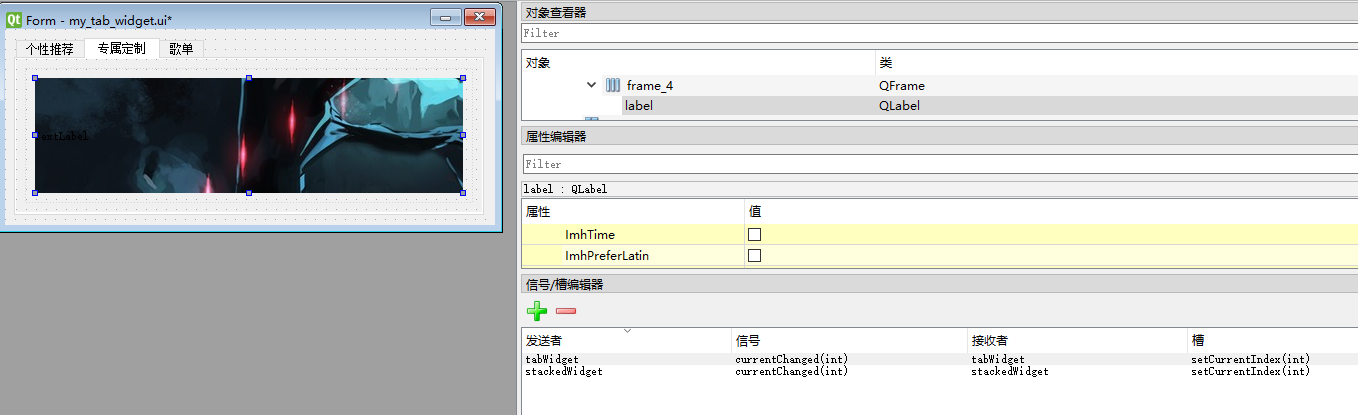 Qt Form - my_tab_widget.ui*
个性推荐 专属定制 歌单
TextLabel
对象查看器
Filter
对象 类
frame_4 QFrame
label QLabel
属性编辑器
Filter
label : QLabel
属性 值
ImhTime
ImhPreferLatin
信号/槽编辑器
发送者 信号 接收者 槽
tabWidget currentChanged(int) tabWidget setCurrentIndex(int)
stackedWidget currentChanged(int) stackedWidget setCurrentIndex(int)